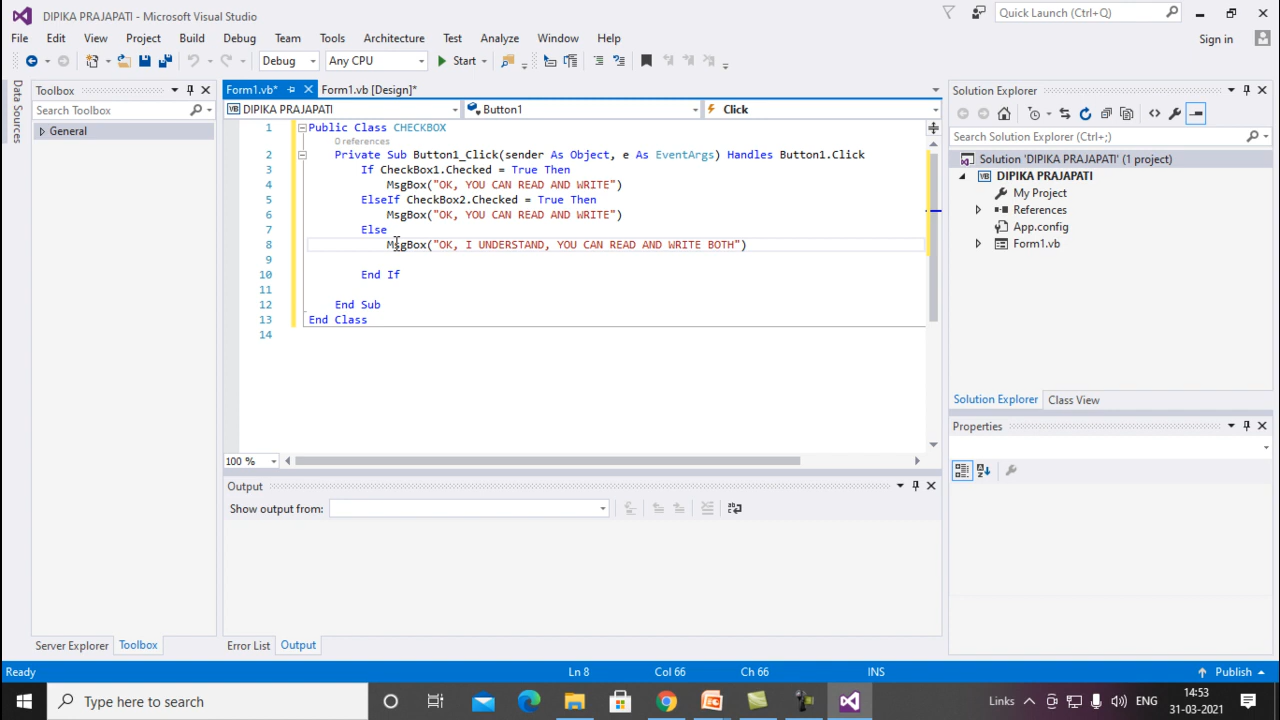 DIPIKA PRAJAPATI - Microsoft Visual Studio
Quick Launch (Ctrl+Q)
File Edit View Project Build Debug Team Tools Architecture Test Analyze Window Help
Sign in
Debug Any CPU Start
Data Sources
Toolbox
Search Toolbox
General
Form1.vb* Form1.vb [Design]*
VB DIPIKA PRAJAPATI Button1 Click
1 Public Class CHECKBOX
0 references
2 Private Sub Button1_Click(sender As Object, e As EventArgs) Handles Button1.Click
3 If CheckBox1.Checked = True Then
4 MsgBox("OK, YOU CAN READ AND WRITE")
5 ElseIf CheckBox2.Checked = True Then
6 MsgBox("OK, YOU CAN READ AND WRITE")
7 Else
8 MsgBox("OK, I UNDERSTAND, YOU CAN READ AND WRITE BOTH")
9
10 End If
11
12 End Sub
13 End Class
14
100 %
Output
Show output from:
Server Explorer Toolbox
Error List Output
Solution Explorer
Search Solution Explorer (Ctrl+;)
Solution 'DIPIKA PRAJAPATI' (1 project)
VB DIPIKA PRAJAPATI
My Project
References
App.config
VB Form1.vb
Solution Explorer Class View
Properties
Ready Ln 8 Col 66 Ch 66 INS Publish
Type here to search
Links ENG
14:53
31-03-2021